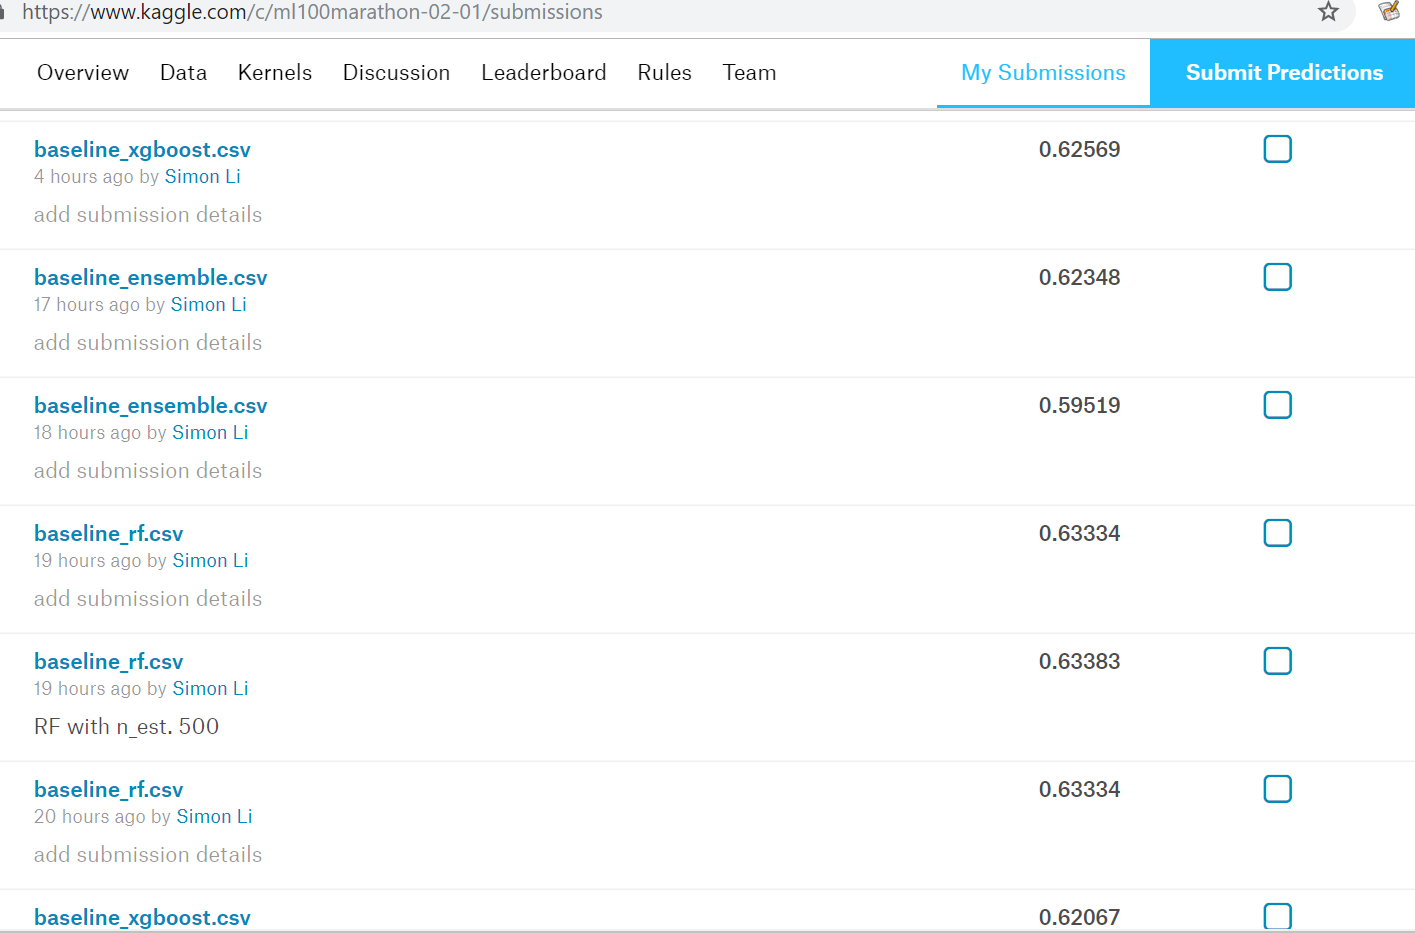 https://www.kaggle.com/c/ml100marathon-02-01/submissions
Overview Data Kernels Discussion Leaderboard Rules Team My Submissions Submit Predictions
baseline_xgboost.csv 0.62569
4 hours ago by Simon Li
add submission details
baseline_ensemble.csv 0.62348
17 hours ago by Simon Li
add submission details
baseline_ensemble.csv 0.59519
18 hours ago by Simon Li
add submission details
baseline_rf.csv 0.63334
19 hours ago by Simon Li
add submission details
baseline_rf.csv 0.63383
19 hours ago by Simon Li
RF with n_est. 500
baseline_rf.csv 0.63334
20 hours ago by Simon Li
add submission details
baseline_xgboost.csv 0.62067